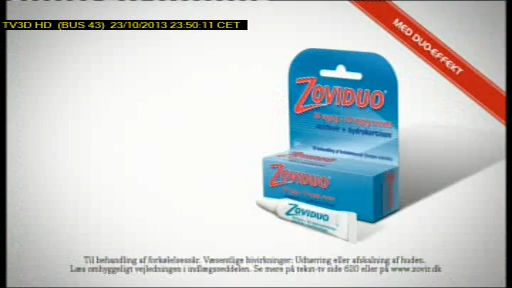 TV3D HD (BUS 43) 23/10/2013 23:50:11 CET
MED DUO-EFFEKT
ZOVIDUO
aciclovir + hydrokortison
ZOVIDUO
ZOVIDUO
Til behandling af forkølelsessår. Væsentlige bivirkninger: Udtørring eller afskalning af huden.
Læs omhyggeligt vejledningen i indlægssedlen. Se mere på tekst-tv side 620 eller på www.zovir.dk